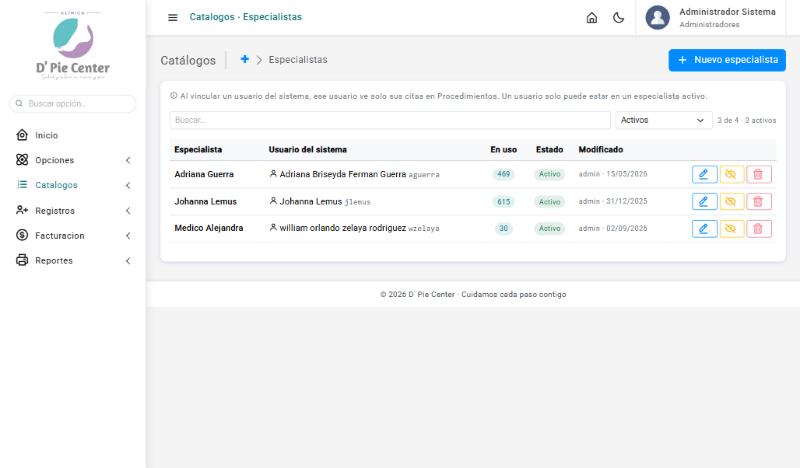 CLINICA
D' Pie Center
Buscar opción...
Inicio
Opciones
Catalogos
Registros
Facturacion
Reportes
Catalogos · Especialistas
Administrador Sistema
Administradores
Catálogos
Especialistas
+ Nuevo especialista
Al vincular un usuario del sistema, ese usuario ve solo sus citas en Procedimientos. Un usuario solo puede estar en un especialista activo.
Buscar... Activos 3 de 4 · 3 activos
Especialista Usuario del sistema En uso Estado Modificado
Adriana Guerra Adriana Briseyda Ferman Guerra aguerra 469 Activo admin · 15/05/2026
Johanna Lemus Johanna Lemus jlemus 615 Activo admin · 31/12/2025
Medico Alejandra william orlando zelaya rodriguez wzelaya 30 Activo admin · 02/09/2026
© 2026 D' Pie Center · Cuidamos cada paso contigo